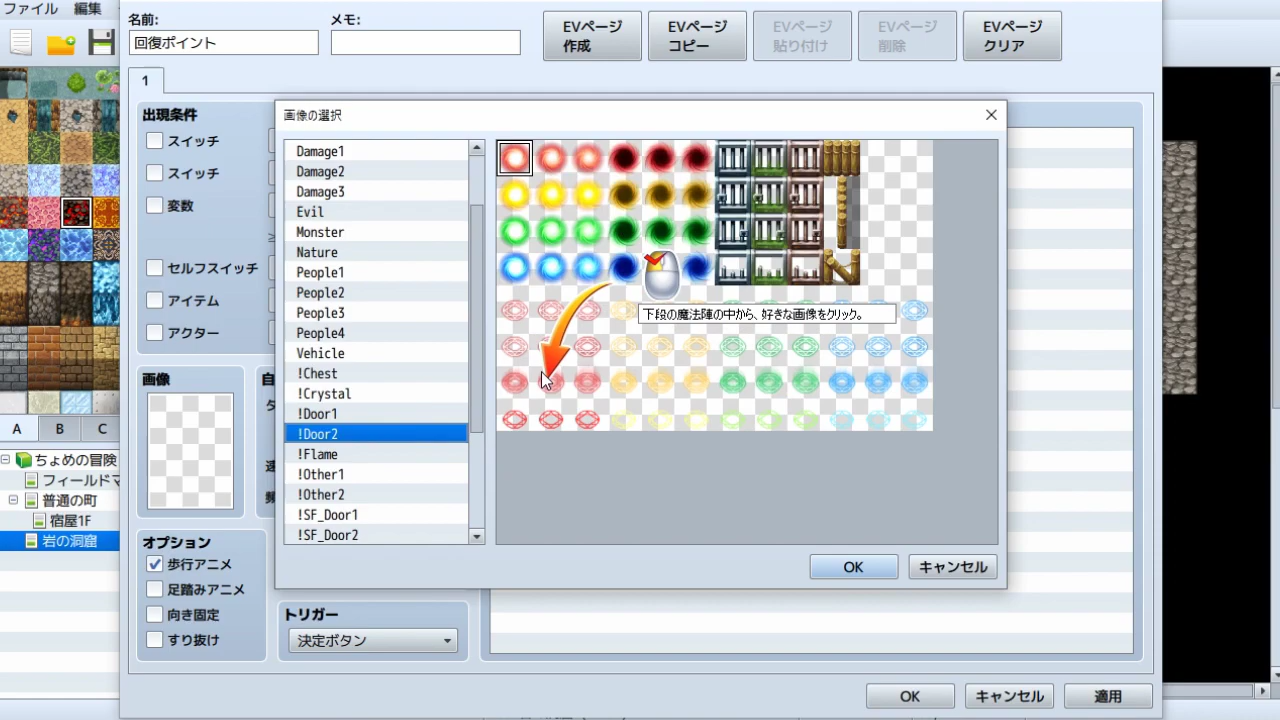 ファイル 編集
名前:
メモ:
回復ポイント
EVページ
作成
EVページ
コピー
EVページ
貼り付け
EVページ
削除
EVページ
クリア
1
出現条件
スイッチ
スイッチ
変数
セルフスイッチ
アイテム
アクター
画像
自
オプション
歩行アニメ
足踏みアニメ
向き固定
すり抜け
トリガー
決定ボタン
画像の選択
Damage1
Damage2
Damage3
Evil
Monster
Nature
People1
People2
People3
People4
Vehicle
!Chest
!Crystal
!Door1
!Door2
!Flame
!Other1
!Other2
!SF_Door1
!SF_Door2
下段の魔法陣の中から、好きな画像をクリック。
OK
キャンセル
A
B
C
ちょめの冒険
フィールドマ
普通の町
宿屋1F
岩の洞窟
OK
キャンセル
適用